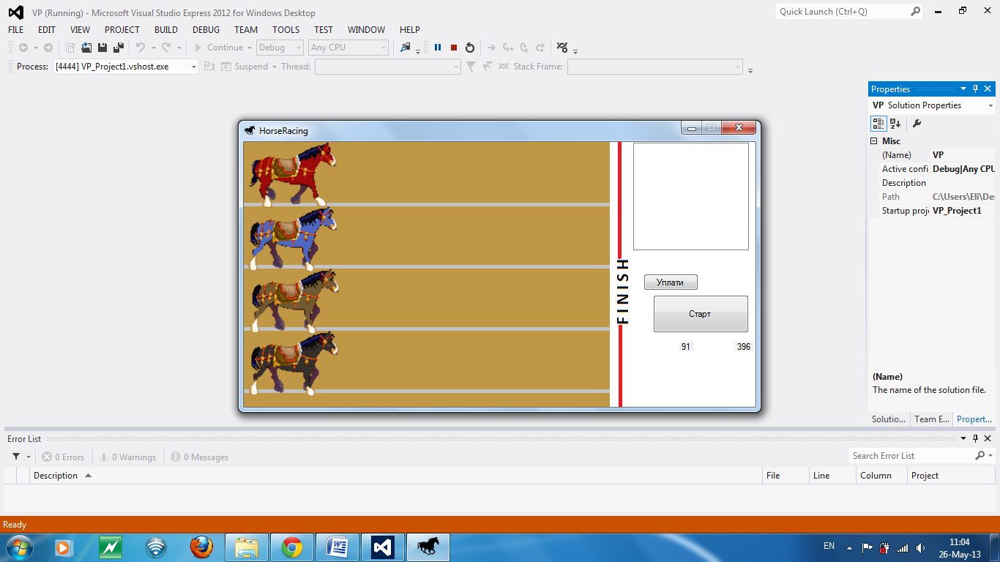 VP (Running) - Microsoft Visual Studio Express 2012 for Windows Desktop
Quick Launch (Ctrl+Q)
FILE EDIT VIEW PROJECT BUILD DEBUG TEAM TOOLS TEST WINDOW HELP
Continue Debug Any CPU
Process: [4444] VP_Project1.vshost.exe Suspend Thread: Stack Frame:
Properties
VP Solution Properties
Misc
(Name) VP
Active confi Debug|Any CPU
Description
Path C:\Users\Eli\De
Startup proje VP_Project1
(Name)
The name of the solution file.
Solutio... Team E... Propert...
HorseRacing
FINISH
Уплати
Старт
91 396
Error List
0 Errors 0 Warnings 0 Messages
Search Error List
Description File Line Column Project
Ready
EN
11:04
26-May-13